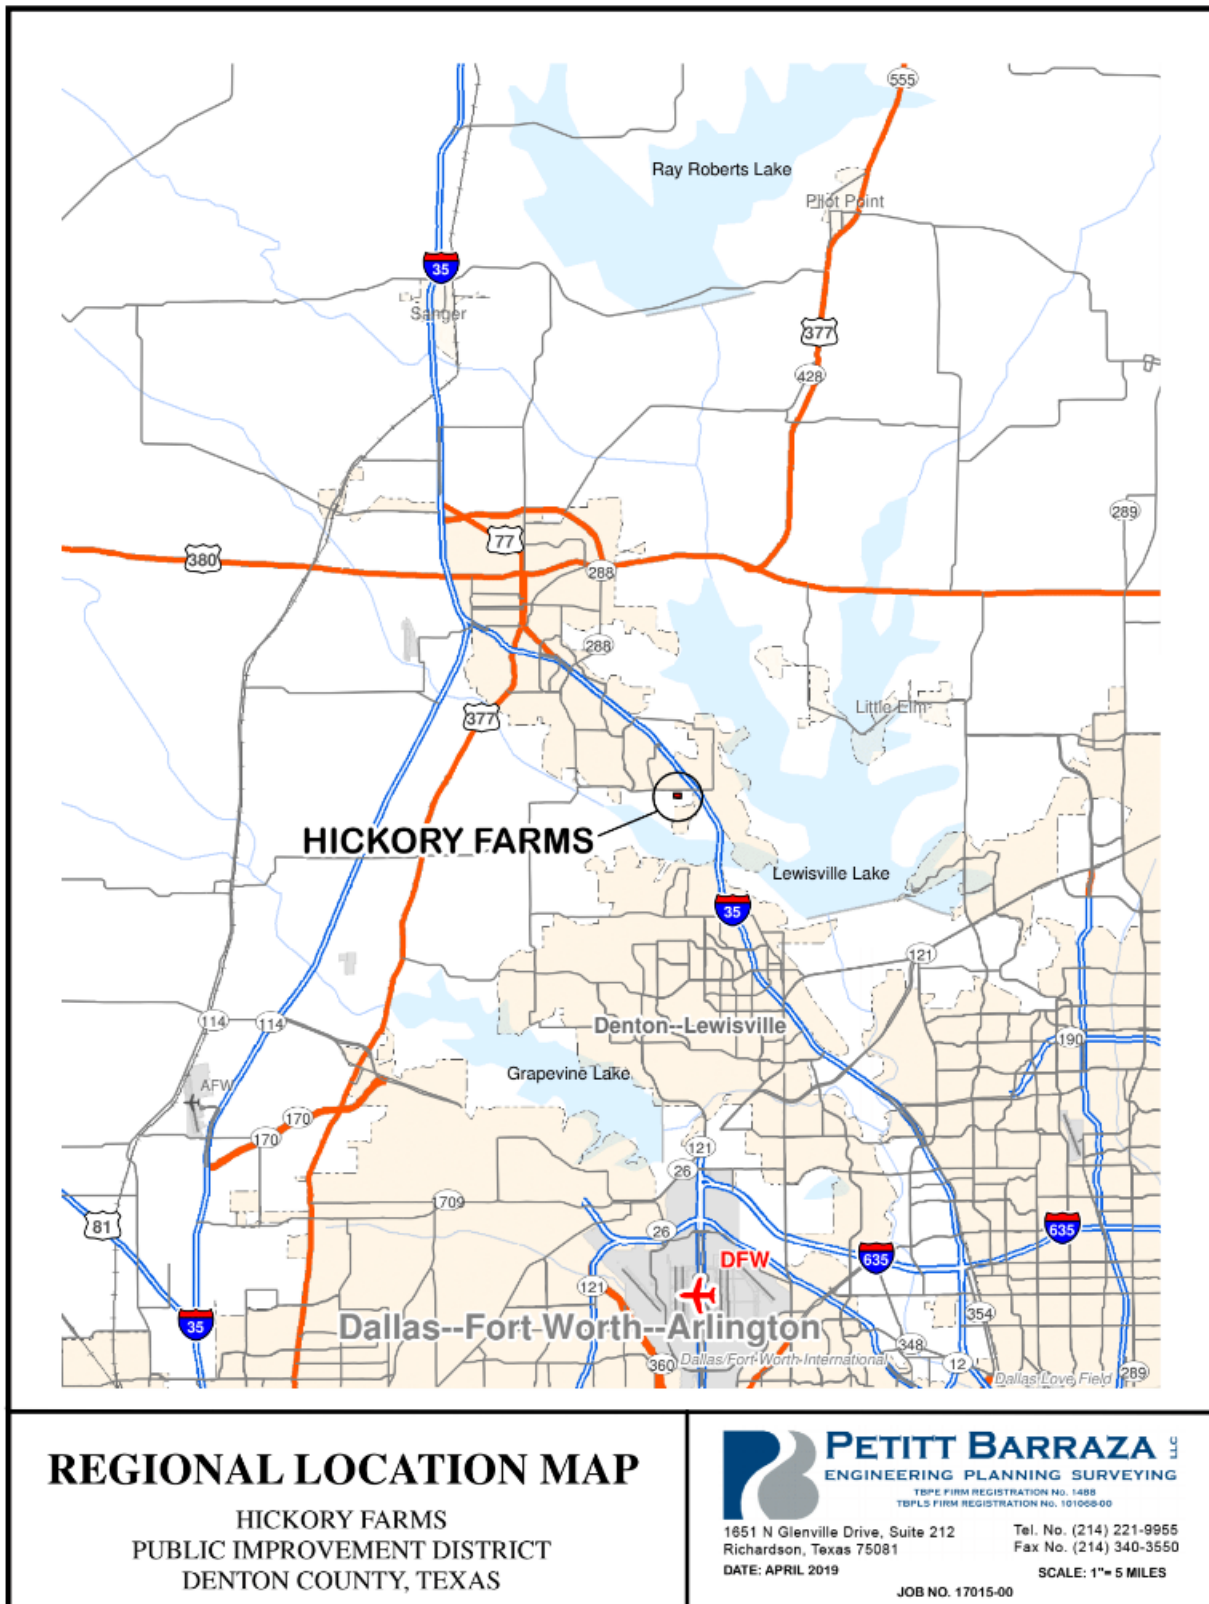 555
Ray Roberts Lake
Pilot Point
35
Sanger
377
428
289
77
380
288
288
Little Elm
377
HICKORY FARMS
Lewisville Lake
35
121
114
114
Denton--Lewisville
190
Grapevine Lake
AFW
170
170
121
26
1709
81
26
635
635
DFW
121
354
35
Dallas--Fort Worth--Arlington
348
360
Dallas/Fort Worth International
12
289
Dallas Love Field
REGIONAL LOCATION MAP
HICKORY FARMS
PUBLIC IMPROVEMENT DISTRICT
DENTON COUNTY, TEXAS
PETITT BARRAZA LLC
ENGINEERING PLANNING SURVEYING
TBPE FIRM REGISTRATION No. 1488
TBPLS FIRM REGISTRATION No. 101068-00
1651 N Glenville Drive, Suite 212
Richardson, Texas 75081
Tel. No. (214) 221-9955
Fax No. (214) 340-3550
DATE: APRIL 2019
SCALE: 1"= 5 MILES
JOB NO. 17015-00